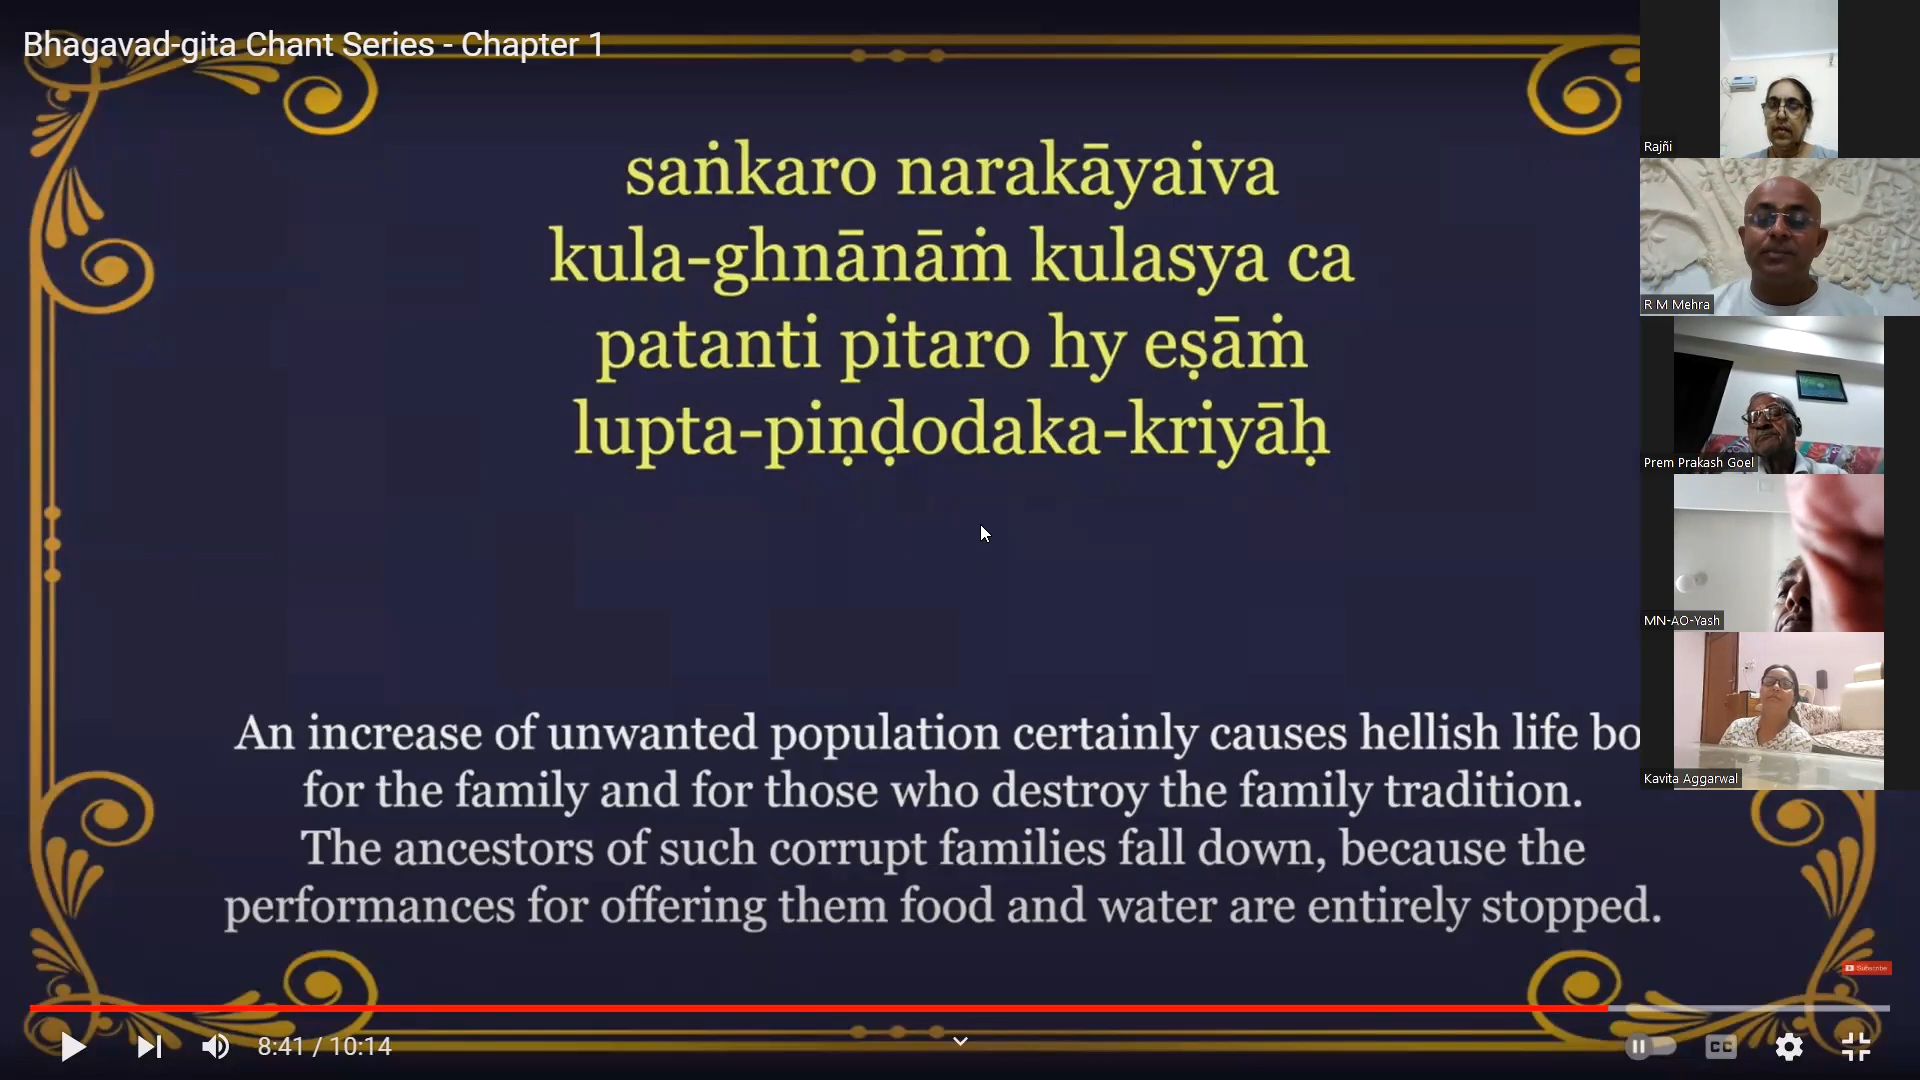 Bhagavad-gita Chant Series - Chapter 1
saṅkaro narakāyaiva
kula-ghnānāṁ kulasya ca
patanti pitaro hy eṣāṁ
lupta-piṇḍodaka-kriyāḥ
An increase of unwanted population certainly causes hellish life bo
for the family and for those who destroy the family tradition.
The ancestors of such corrupt families fall down, because the
performances for offering them food and water are entirely stopped.
Rajñi
R M Mehra
Prem Prakash Goel
MN-AO-Yash
Kavita Aggarwal
Subscribe
8:41 / 10:14
CC